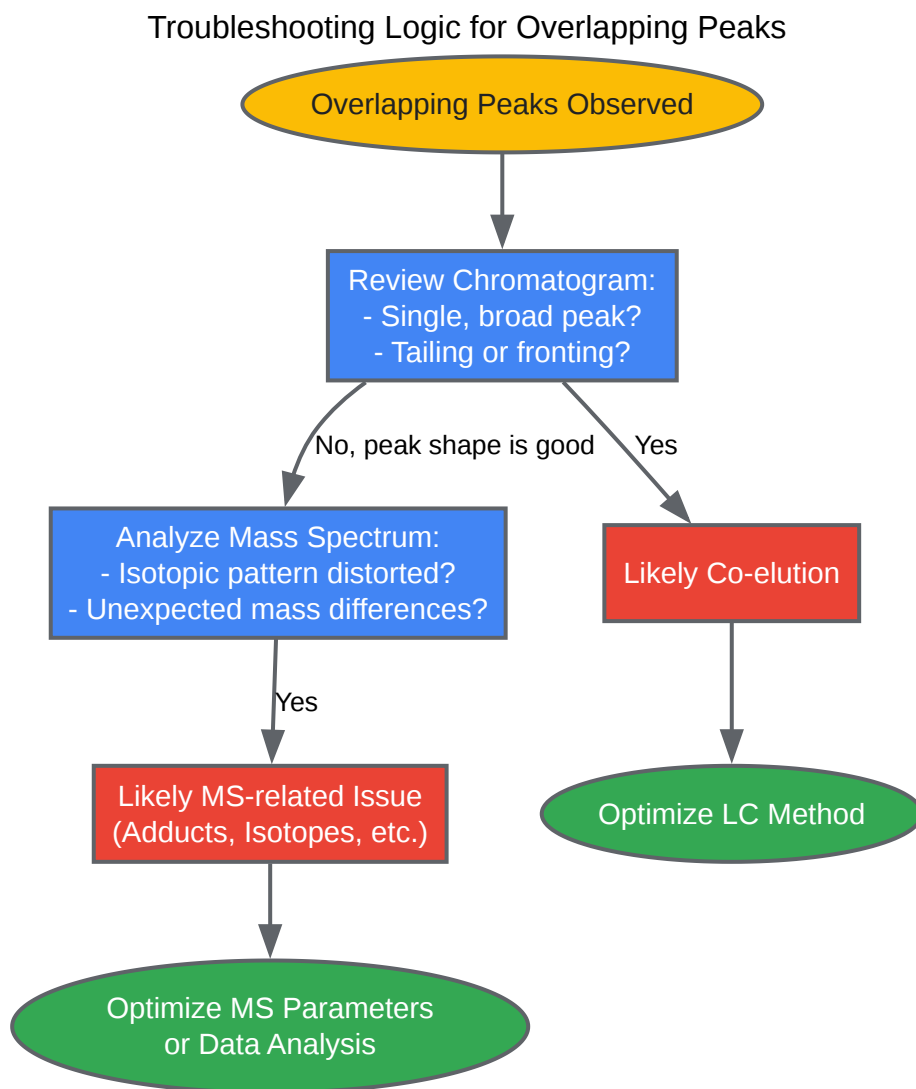 Troubleshooting Logic for Overlapping Peaks
Overlapping Peaks Observed
Review Chromatogram:
- Single, broad peak?
- Tailing or fronting?
No, peak shape is good
Yes
Analyze Mass Spectrum:
- Isotopic pattern distorted?
- Unexpected mass differences?
Likely Co-elution
Yes
Likely MS-related Issue
(Adducts, Isotopes, etc.)
Optimize LC Method
Optimize MS Parameters
or Data Analysis